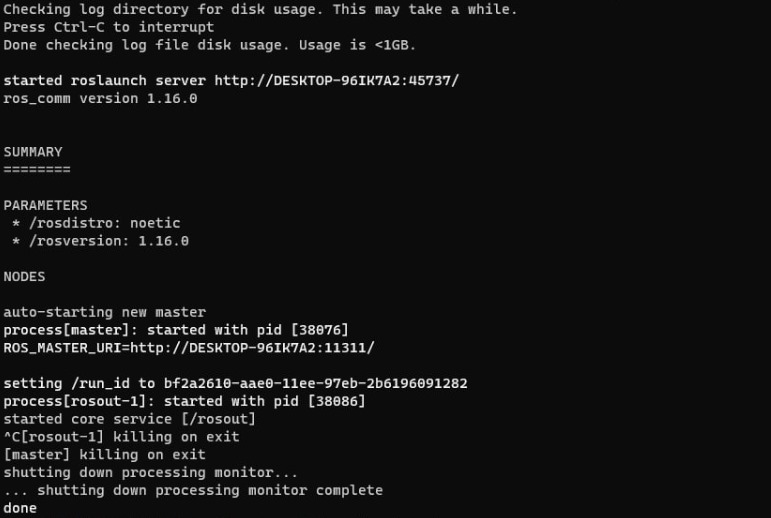 Checking log directory for disk usage. This may take a while.
Press Ctrl-C to interrupt
Done checking log file disk usage. Usage is <1GB.
started roslaunch server http://DESKTOP-96IK7A2:45737/
ros_comm version 1.16.0
SUMMARY
========
PARAMETERS
 * /rosdistro: noetic
 * /rosversion: 1.16.0
NODES
auto-starting new master
process[master]: started with pid [38076]
ROS_MASTER_URI=http://DESKTOP-96IK7A2:11311/
setting /run_id to bf2a2610-aae0-11ee-97eb-2b6196091282
process[rosout-1]: started with pid [38086]
started core service [/rosout]
^C[rosout-1] killing on exit
[master] killing on exit
shutting down processing monitor...
... shutting down processing monitor complete
done